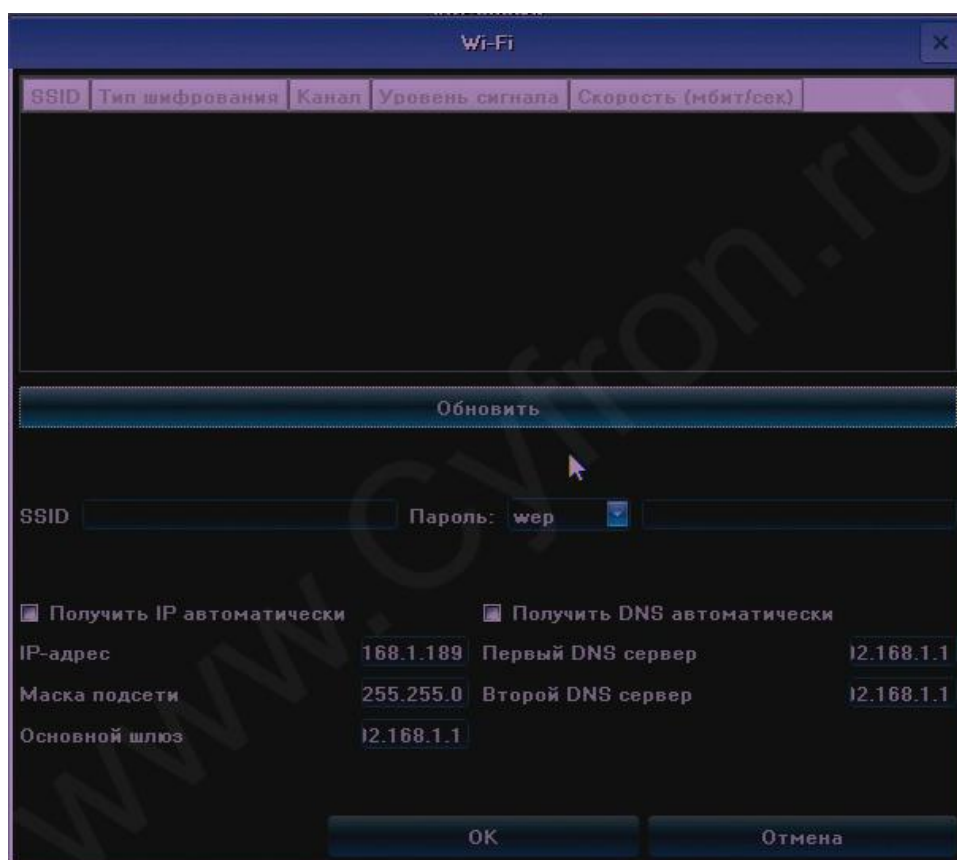 Wi-Fi
SSID Тип шифрования Канал Уровень сигнала Скорость (мбит/сек)
Обновить
SSID Пароль: wep
Получить IP автоматически Получить DNS автоматически
IP-адрес 168.1.189 Первый DNS сервер 2.168.1.1
Маска подсети 255.255.0 Второй DNS сервер 2.168.1.1
Основной шлюз 2.168.1.1
OK Отмена
www.Cyfron.ru